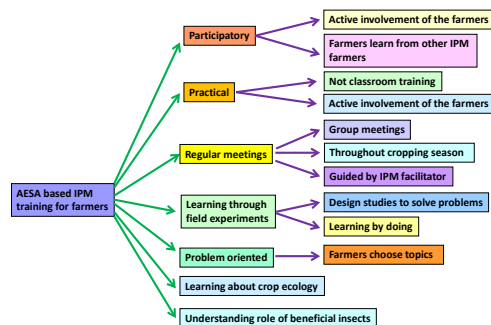 Active involvement of the farmers
Participatory
Farmers learn from other IPM
farmers
Not classroom training
Practical
Active involvement of the farmers
Group meetings
Regular meetings
Throughout cropping season
Guided by IPM facilitator
AESA based IPM
training for farmers
Learning through
field experiments
Design studies to solve problems
Learning by doing
Problem oriented
Farmers choose topics
Learning about crop ecology
Understanding role of beneficial insects